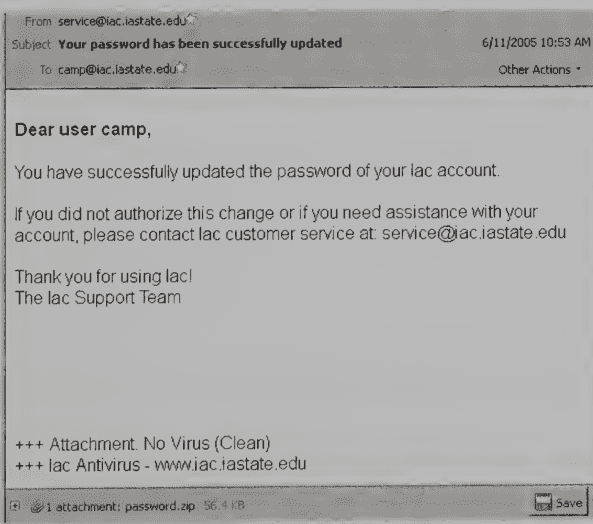 From service@iac.iastate.edu
Subject Your password has been successfully updated 6/11/2005 10:53 AM
To camp@iac.iastate.edu Other Actions
Dear user camp,
You have successfully updated the password of your Iac account.
If you did not authorize this change or if you need assistance with your
account, please contact Iac customer service at: service@iac.iastate.edu
Thank you for using Iac!
The Iac Support Team
+++ Attachment. No Virus (Clean)
+++ Iac Antivirus - www.iac.iastate.edu
1 attachment: password.zip 56.4 KB Save